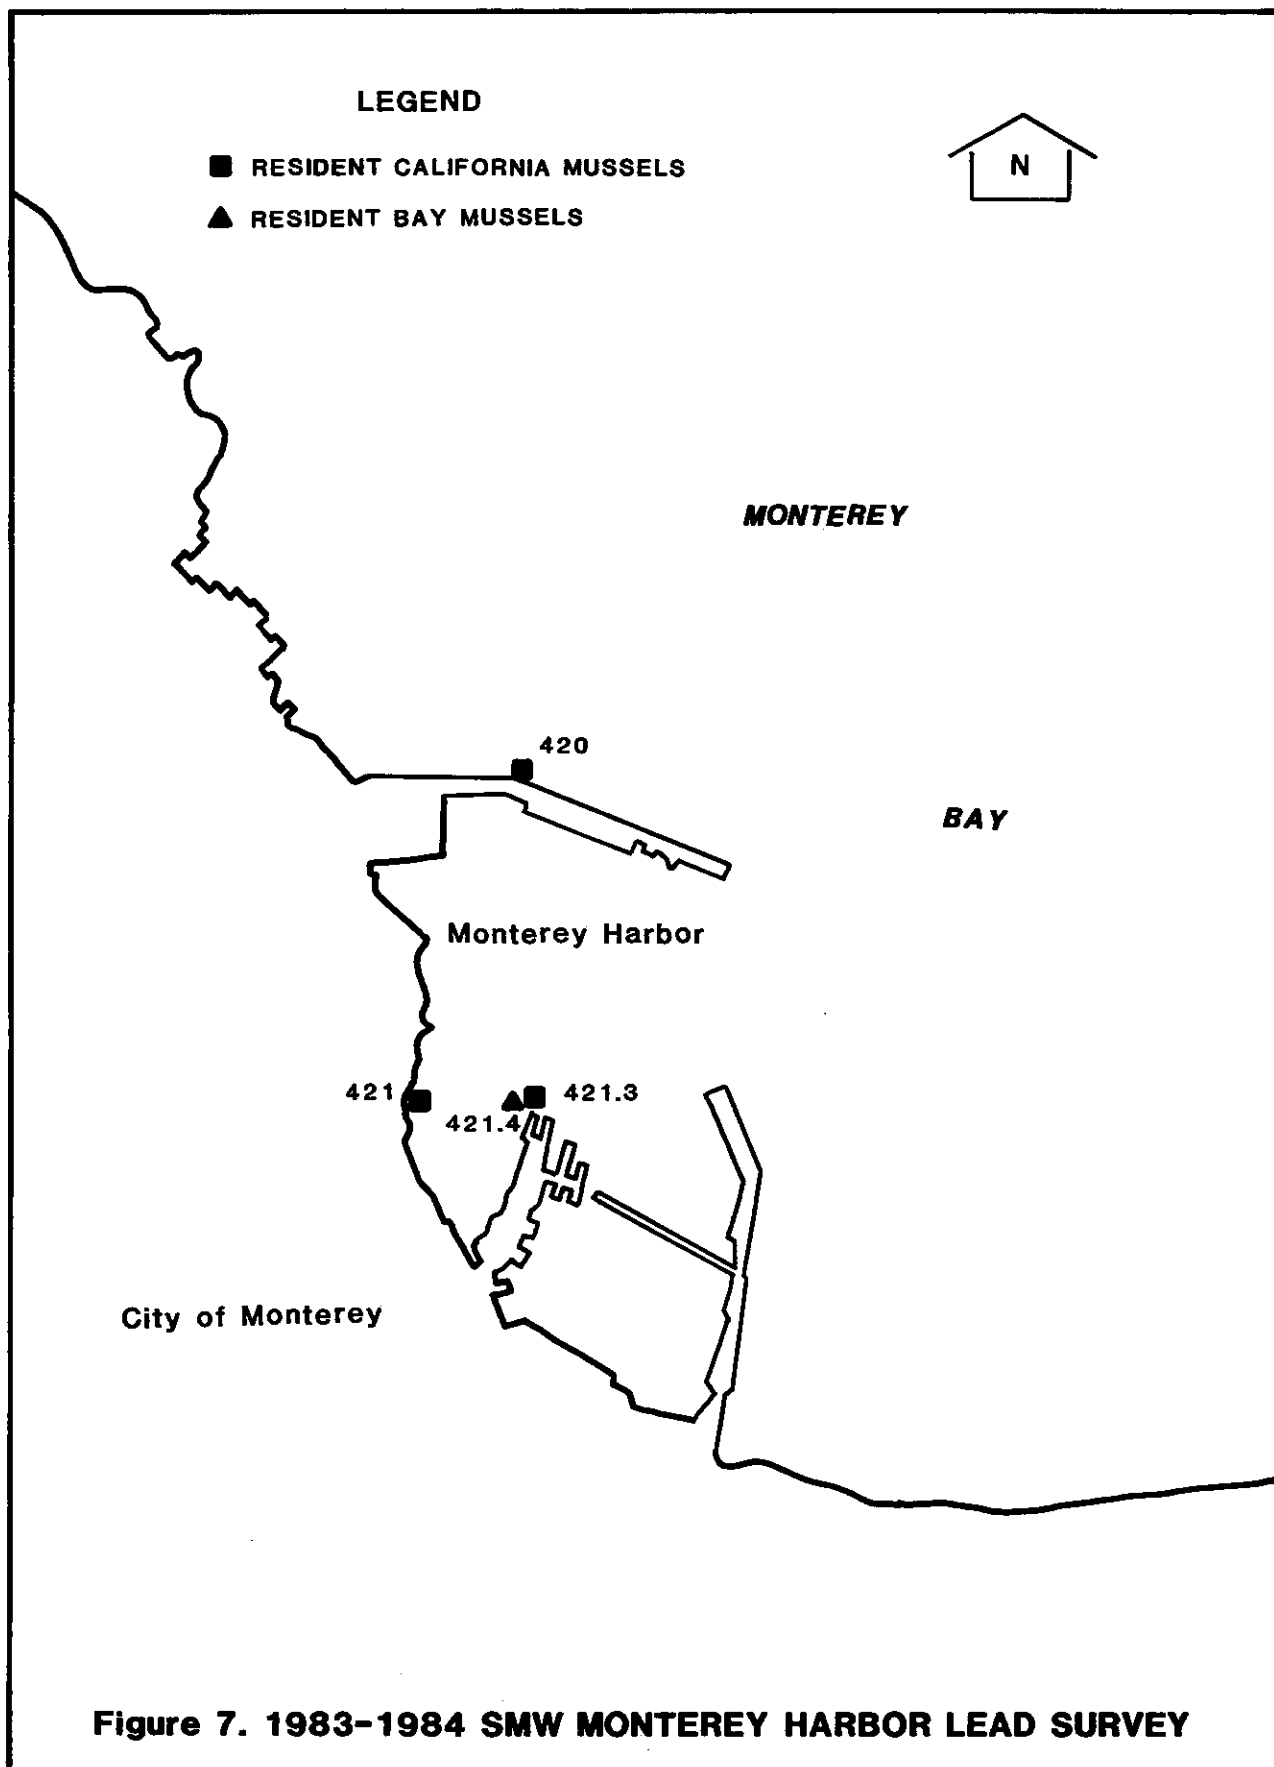 LEGEND
RESIDENT CALIFORNIA MUSSELS
RESIDENT BAY MUSSELS
N
MONTEREY
420
BAY
Monterey Harbor
421
421.3
421.4
City of Monterey
Figure 7. 1983-1984 SMW MONTEREY HARBOR LEAD SURVEY